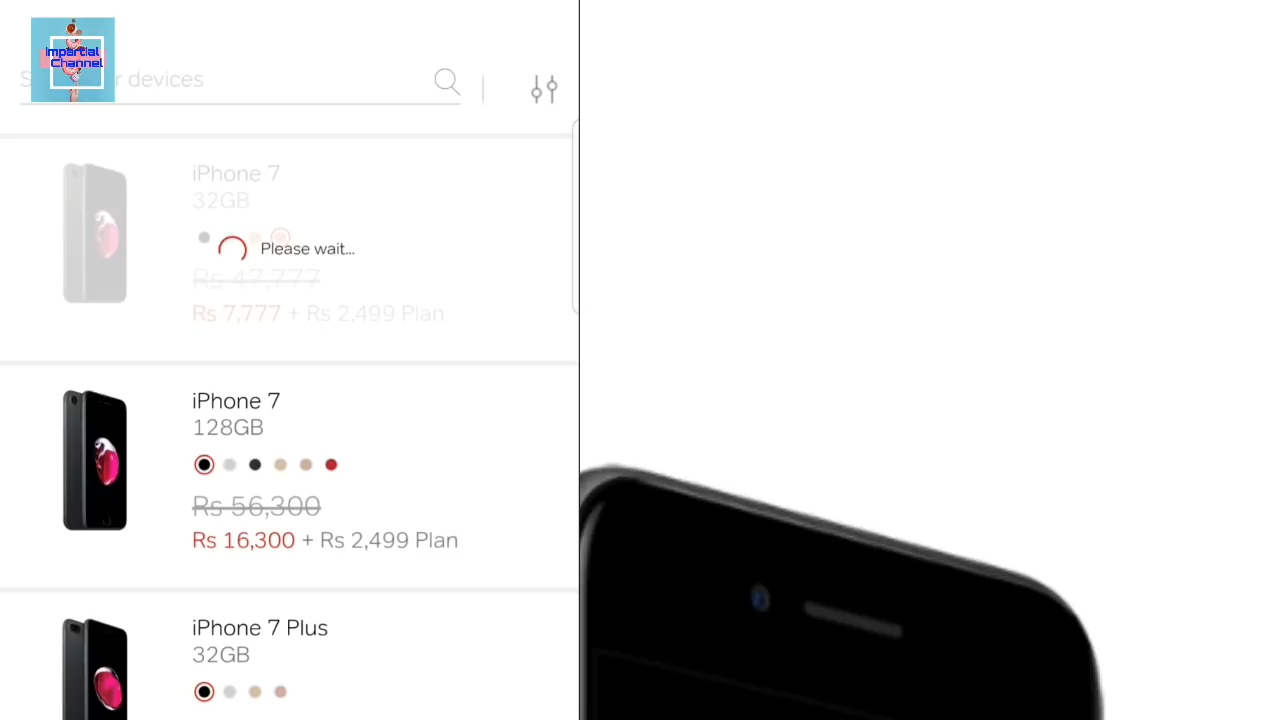 Impartial
Channel
devices
iPhone 7
32GB
Please wait...
Rs 47,777
Rs 7,777 + Rs 2,499 Plan
iPhone 7
128GB
Rs 56,300
Rs 16,300 + Rs 2,499 Plan
iPhone 7 Plus
32GB